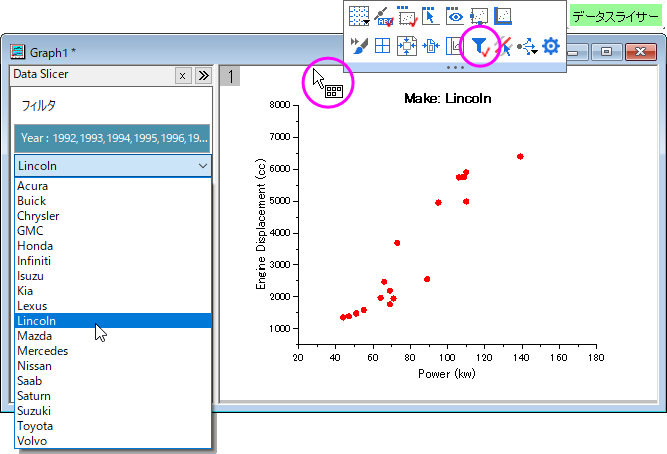 データスライサー
ABC
Graph1 *
Data Slicer
x
1
フィルタ
Year : 1992,1993,1994,1995,1996,19...
Lincoln
Acura
Buick
Chrysler
GMC
Honda
Infiniti
Isuzu
Kia
Lexus
Lincoln
Mazda
Mercedes
Nissan
Saab
Saturn
Suzuki
Toyota
Volvo
Make: Lincoln
Engine Displacement (cc)
8000
7000
6000
5000
4000
3000
2000
1000
20 40 60 80 100 120 140 160 180
Power (kw)